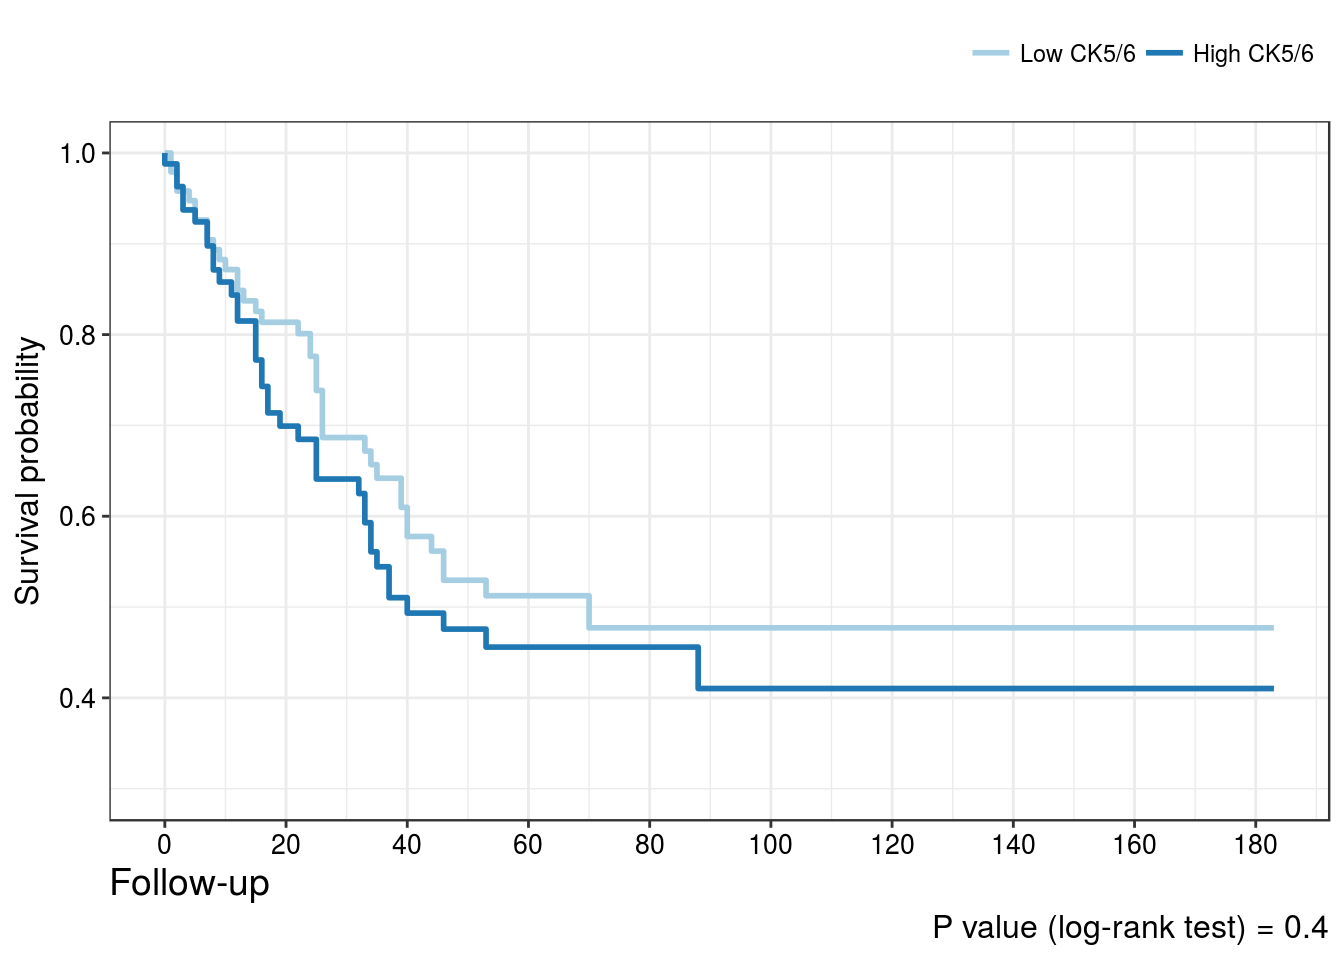 Low CK5/6 High CK5/6
Survival probability
1.0
0.8
0.6
0.4
0 20 40 60 80 100 120 140 160 180
Follow-up
P value (log-rank test) = 0.4